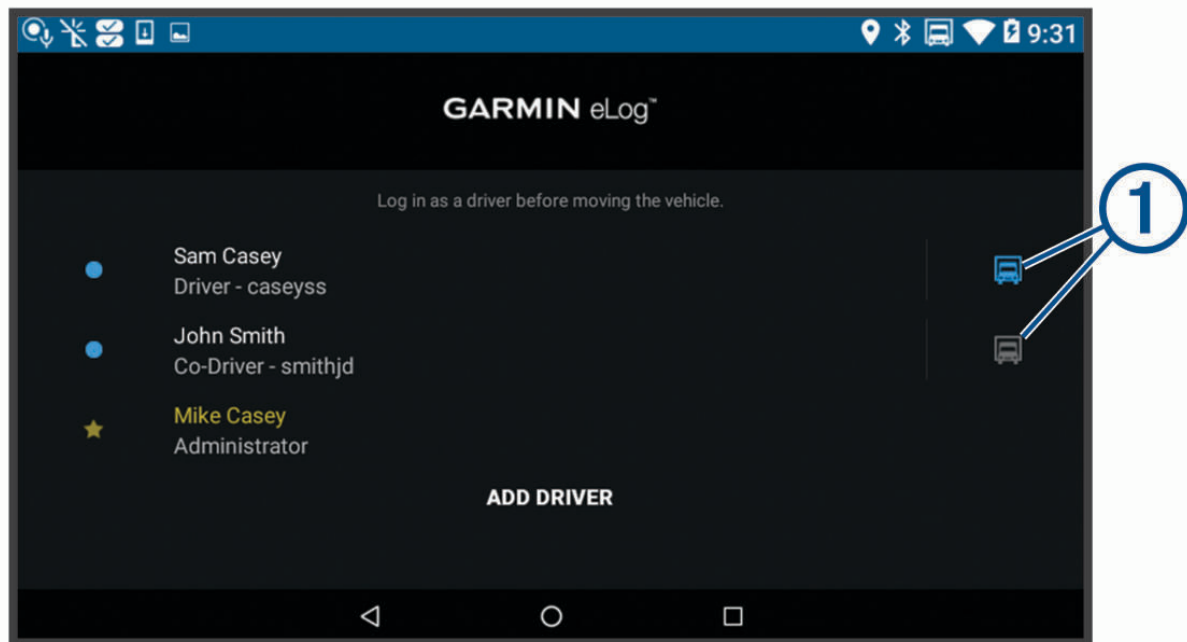 9:31
GARMIN eLog™
Log in as a driver before moving the vehicle.
Sam Casey
Driver - caseyss
John Smith
Co-Driver - smithjd
Mike Casey
Administrator
ADD DRIVER
1